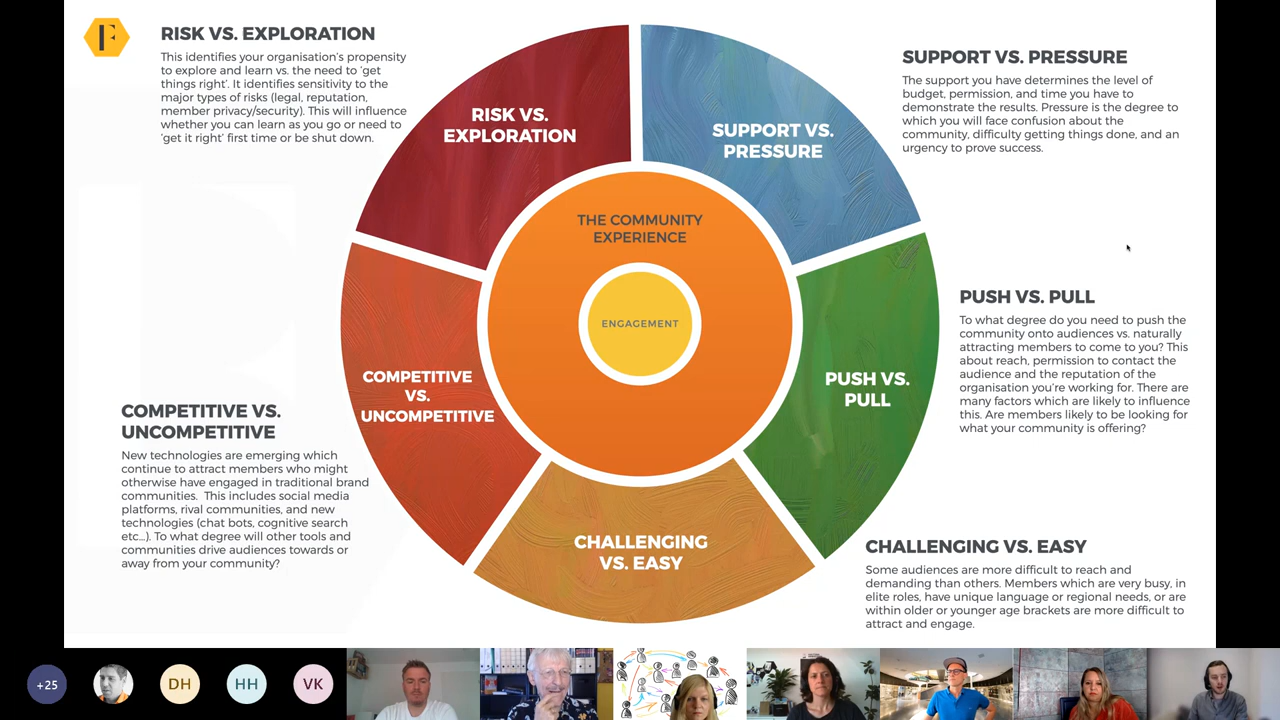 F
RISK VS. EXPLORATION
This identifies your organisation's propensity
to explore and learn vs. the need to 'get
things right'. It identifies sensitivity to the
major types of risks (legal, reputation,
member privacy/security). This will influence
whether you can learn as you go or need to
'get it right' first time or be shut down.
RISK VS.
EXPLORATION
SUPPORT VS.
PRESSURE
SUPPORT VS. PRESSURE
The support you have determines the level of
budget, permission, and time you have to
demonstrate the results. Pressure is the degree to
which you will face confusion about the
community, difficulty getting things done, and an
urgency to prove success.
THE COMMUNITY
EXPERIENCE
ENGAGEMENT
PUSH VS. PULL
To what degree do you need to push the
community onto audiences vs. naturally
attracting members to come to you? This
about reach, permission to contact the
audience and the reputation of the
organisation you're working for. There are
many factors which are likely to influence
this. Are members likely to be looking for
what your community is offering?
PUSH VS.
PULL
COMPETITIVE
VS.
UNCOMPETITIVE
COMPETITIVE VS.
UNCOMPETITIVE
New technologies are emerging which
continue to attract members who might
otherwise have engaged in traditional brand
communities. This includes social media
platforms, rival communities, and new
technologies (chat bots, cognitive search
etc...). To what degree will other tools and
communities drive audiences towards or
away from your community?
CHALLENGING
VS. EASY
CHALLENGING VS. EASY
Some audiences are more difficult to reach and
demanding than others. Members which are very busy, in
elite roles, have unique language or regional needs, or are
within older or younger age brackets are more difficult to
attract and engage.
+25
DH
HH
VK